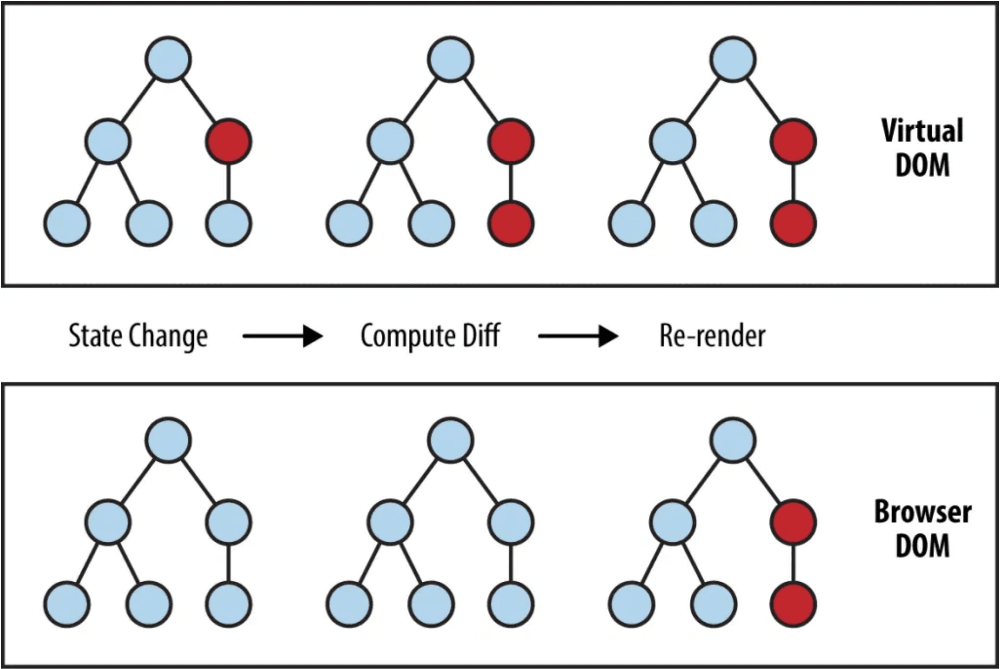 Virtual
DOM
State Change
Compute Diff
Re-render
Browser
DOM